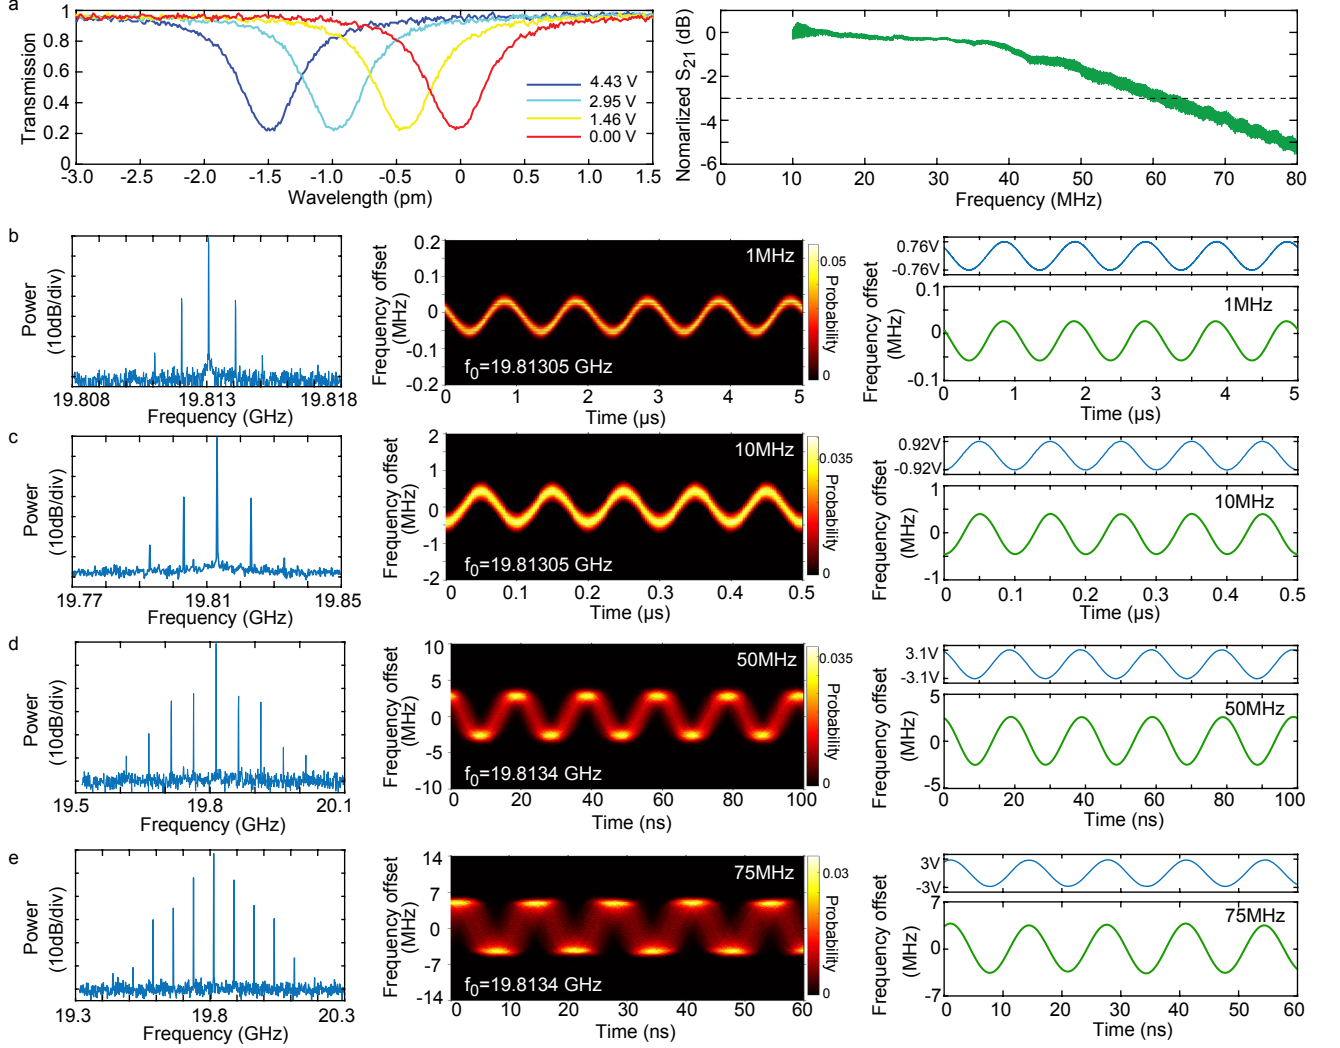 a
1
0.8
0.6
0.4
0.2
0
Transmission
-3.0 -2.5 -2.0 -1.5 -1.0 -0.5 0 0.5 1.0 1.5
Wavelength (pm)
4.43 V
2.95 V
1.46 V
0.00 V
0
-2
-4
-6
Nomarlized S21 (dB)
0 10 20 30 40 50 60 70 80
Frequency (MHz)
b
Power
(10dB/div)
19.808 19.813 19.818
Frequency (GHz)
Frequency offset
(MHz)
0.2
0.1
0
-0.1
-0.2
1MHz
f0=19.81305 GHz
0 1 2 3 4 5
Time (µs)
0.05
0
Probability
0.76V
-0.76V
Frequency offset
(MHz)
0.1
0
-0.1
1MHz
0 1 2 3 4 5
Time (µs)
c
Power
(10dB/div)
19.77 19.81 19.85
Frequency (GHz)
Frequency offset
(MHz)
2
1
0
-1
-2
10MHz
f0=19.81305 GHz
0 0.1 0.2 0.3 0.4 0.5
Time (µs)
0.035
0
Probability
0.92V
-0.92V
Frequency offset
(MHz)
1
0
-1
10MHz
0 0.1 0.2 0.3 0.4 0.5
Time (µs)
d
Power
(10dB/div)
19.5 19.8 20.1
Frequency (GHz)
Frequency offset
(MHz)
10
5
0
-5
-10
50MHz
f0=19.8134 GHz
0 20 40 60 80 100
Time (ns)
0.035
0
Probability
3.1V
-3.1V
Frequency offset
(MHz)
5
0
-5
50MHz
0 20 40 60 80 100
Time (ns)
e
Power
(10dB/div)
19.3 19.8 20.3
Frequency (GHz)
Frequency offset
(MHz)
14
7
0
-7
-14
75MHz
f0=19.8134 GHz
0 10 20 30 40 50 60
Time (ns)
0.03
0
Probability
3V
-3V
Frequency offset
(MHz)
7
0
-7
75MHz
0 10 20 30 40 50 60
Time (ns)